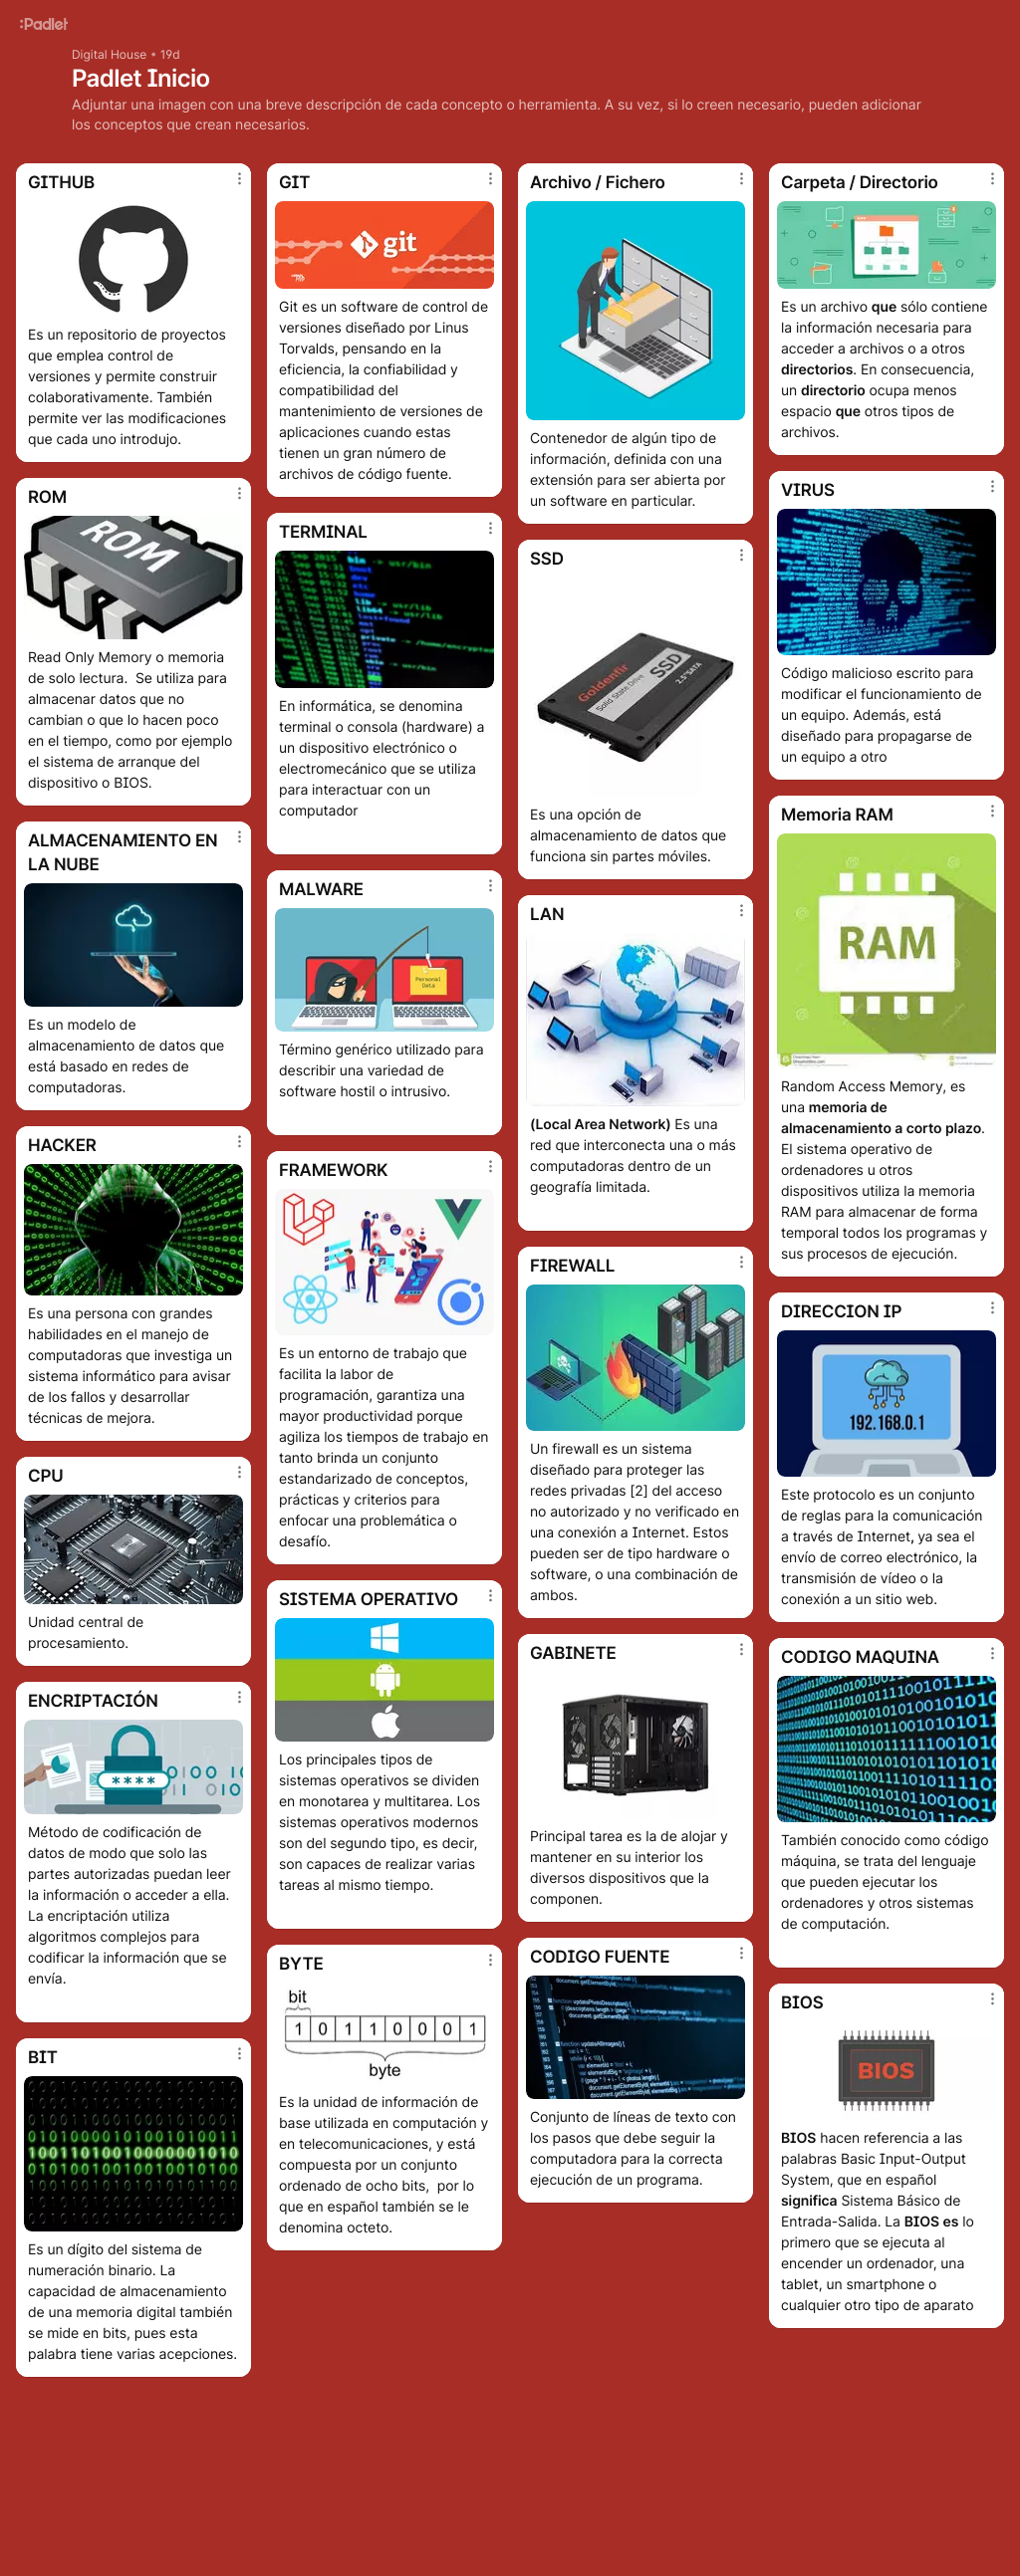 :Padlet
Digital House • 19d
Padlet Inicio
Adjuntar una imagen con una breve descripción de cada concepto o herramienta. A su vez, si lo creen necesario, pueden adicionar
los conceptos que crean necesarios.
GITHUB
Es un repositorio de proyectos
que emplea control de
versiones y permite construir
colaborativamente. También
permite ver las modificaciones
que cada uno introdujo.
ROM
ROM
Read Only Memory o memoria
de solo lectura.  Se utiliza para
almacenar datos que no
cambian o que lo hacen poco
en el tiempo, como por ejemplo
el sistema de arranque del
dispositivo o BIOS.
ALMACENAMIENTO EN
LA NUBE
Es un modelo de
almacenamiento de datos que
está basado en redes de
computadoras.
HACKER
Es una persona con grandes
habilidades en el manejo de
computadoras que investiga un
sistema informático para avisar
de los fallos y desarrollar
técnicas de mejora.
CPU
Unidad central de
procesamiento.
ENCRIPTACIÓN
****
Método de codificación de
datos de modo que solo las
partes autorizadas puedan leer
la información o acceder a ella.
La encriptación utiliza
algoritmos complejos para
codificar la información que se
envía.
BIT
Es un dígito del sistema de
numeración binario. La
capacidad de almacenamiento
de una memoria digital también
se mide en bits, pues esta
palabra tiene varias acepciones.
GIT
git
Git es un software de control de
versiones diseñado por Linus
Torvalds, pensando en la
eficiencia, la confiabilidad y
compatibilidad del
mantenimiento de versiones de
aplicaciones cuando estas
tienen un gran número de
archivos de código fuente.
TERMINAL
En informática, se denomina
terminal o consola (hardware) a
un dispositivo electrónico o
electromecánico que se utiliza
para interactuar con un
computador
MALWARE
Personal
Data
Término genérico utilizado para
describir una variedad de
software hostil o intrusivo.
FRAMEWORK
Es un entorno de trabajo que
facilita la labor de
programación, garantiza una
mayor productividad porque
agiliza los tiempos de trabajo en
tanto brinda un conjunto
estandarizado de conceptos,
prácticas y criterios para
enfocar una problemática o
desafío.
SISTEMA OPERATIVO
Los principales tipos de
sistemas operativos se dividen
en monotarea y multitarea. Los
sistemas operativos modernos
son del segundo tipo, es decir,
son capaces de realizar varias
tareas al mismo tiempo.
BYTE
bit
1 0 1 1 0 0 0 1
byte
Es la unidad de información de
base utilizada en computación y
en telecomunicaciones, y está
compuesta por un conjunto
ordenado de ocho bits,  por lo
que en español también se le
denomina octeto.
Archivo / Fichero
Contenedor de algún tipo de
información, definida con una
extensión para ser abierta por
un software en particular.
SSD
Goldenfir
SSD
Solid State Drive
2.5"SATA
Es una opción de
almacenamiento de datos que
funciona sin partes móviles.
LAN
(Local Area Network) Es una
red que interconecta una o más
computadoras dentro de un
geografía limitada.
FIREWALL
Un firewall es un sistema
diseñado para proteger las
redes privadas [2] del acceso
no autorizado y no verificado en
una conexión a Internet. Estos
pueden ser de tipo hardware o
software, o una combinación de
ambos.
GABINETE
Principal tarea es la de alojar y
mantener en su interior los
diversos dispositivos que la
componen.
CODIGO FUENTE
Conjunto de líneas de texto con
los pasos que debe seguir la
computadora para la correcta
ejecución de un programa.
Carpeta / Directorio
Es un archivo que sólo contiene
la información necesaria para
acceder a archivos o a otros
directorios. En consecuencia,
un directorio ocupa menos
espacio que otros tipos de
archivos.
VIRUS
Código malicioso escrito para
modificar el funcionamiento de
un equipo. Además, está
diseñado para propagarse de
un equipo a otro
Memoria RAM
RAM
Random Access Memory, es
una memoria de
almacenamiento a corto plazo.
El sistema operativo de
ordenadores u otros
dispositivos utiliza la memoria
RAM para almacenar de forma
temporal todos los programas y
sus procesos de ejecución.
DIRECCION IP
192.168.0.1
Este protocolo es un conjunto
de reglas para la comunicación
a través de Internet, ya sea el
envío de correo electrónico, la
transmisión de vídeo o la
conexión a un sitio web.
CODIGO MAQUINA
También conocido como código
máquina, se trata del lenguaje
que pueden ejecutar los
ordenadores y otros sistemas
de computación.
BIOS
BIOS
BIOS hacen referencia a las
palabras Basic Input-Output
System, que en español
significa Sistema Básico de
Entrada-Salida. La BIOS es lo
primero que se ejecuta al
encender un ordenador, una
tablet, un smartphone o
cualquier otro tipo de aparato